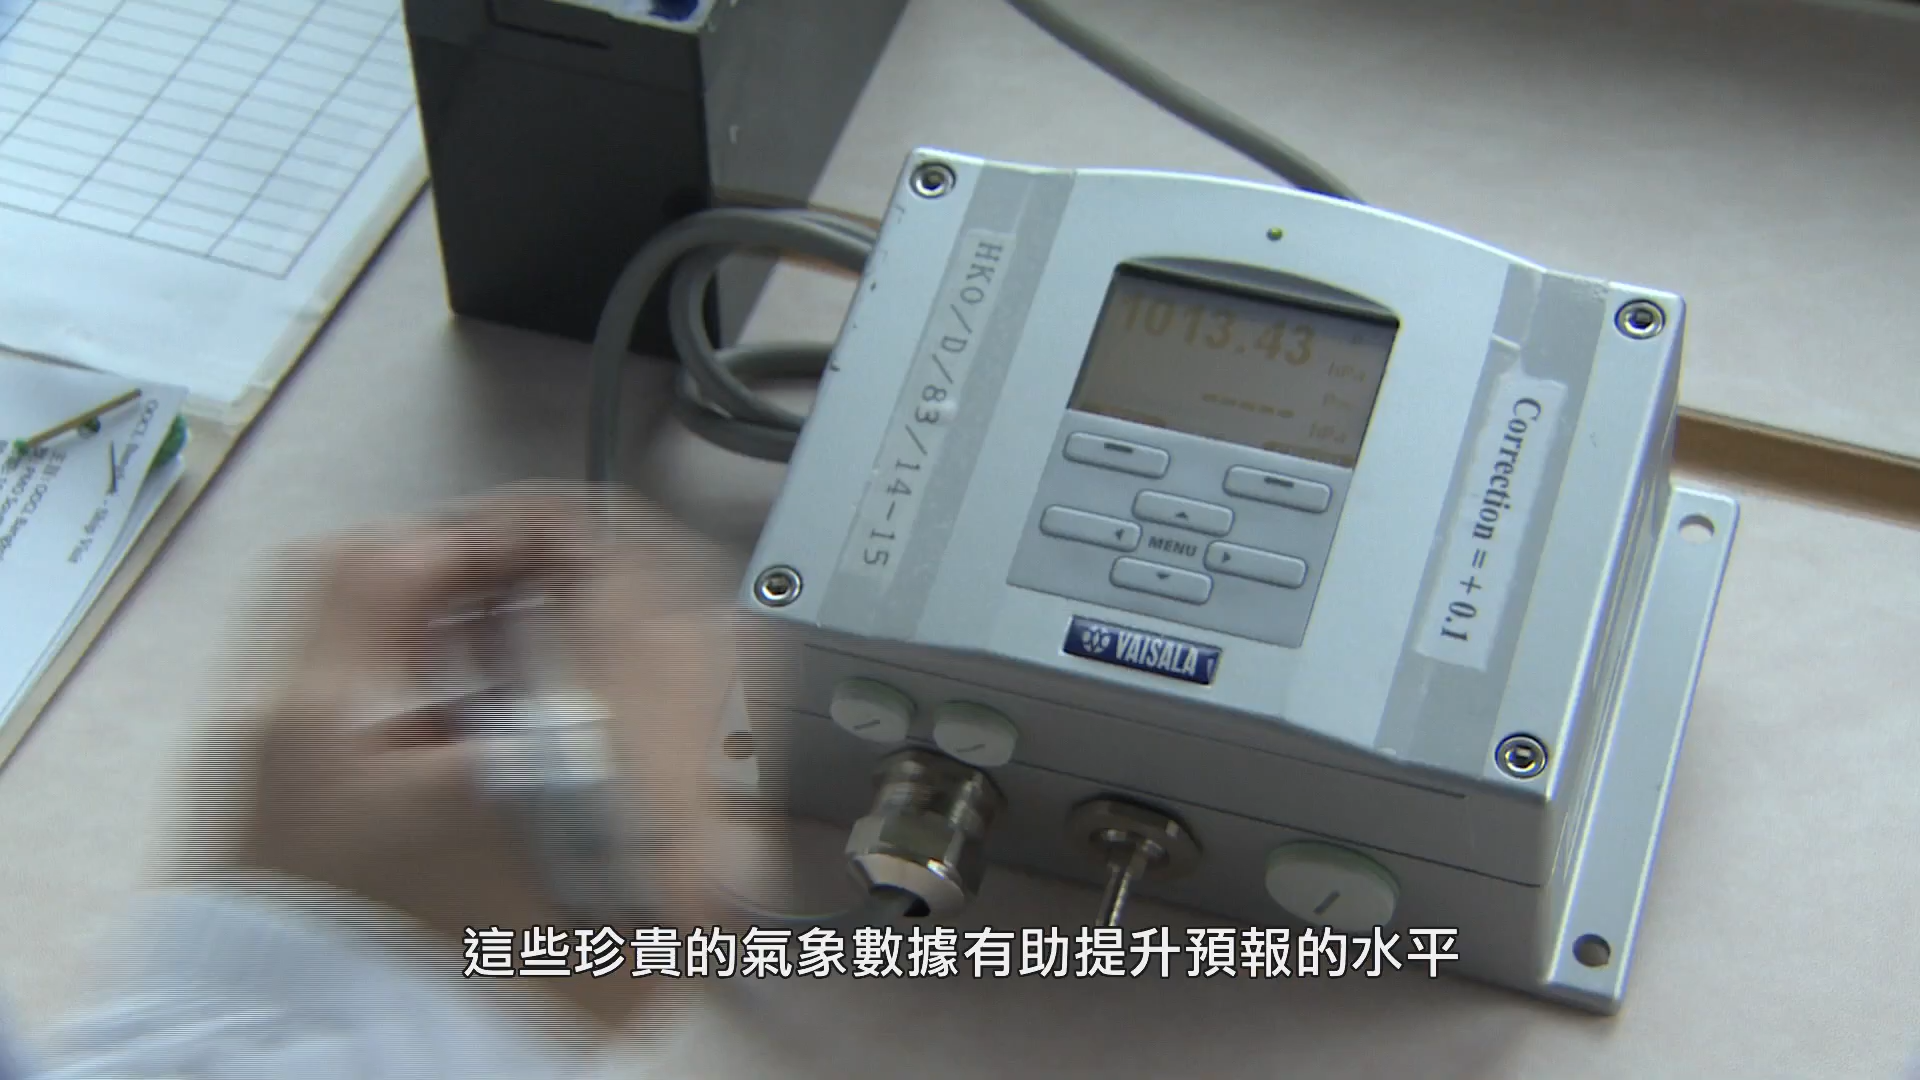 HKO/D/83/14-15
1013.43
hPa
hPa
MENU
Correction = + 0.1
VAISALA
這些珍貴的氣象數據有助提升預報的水平